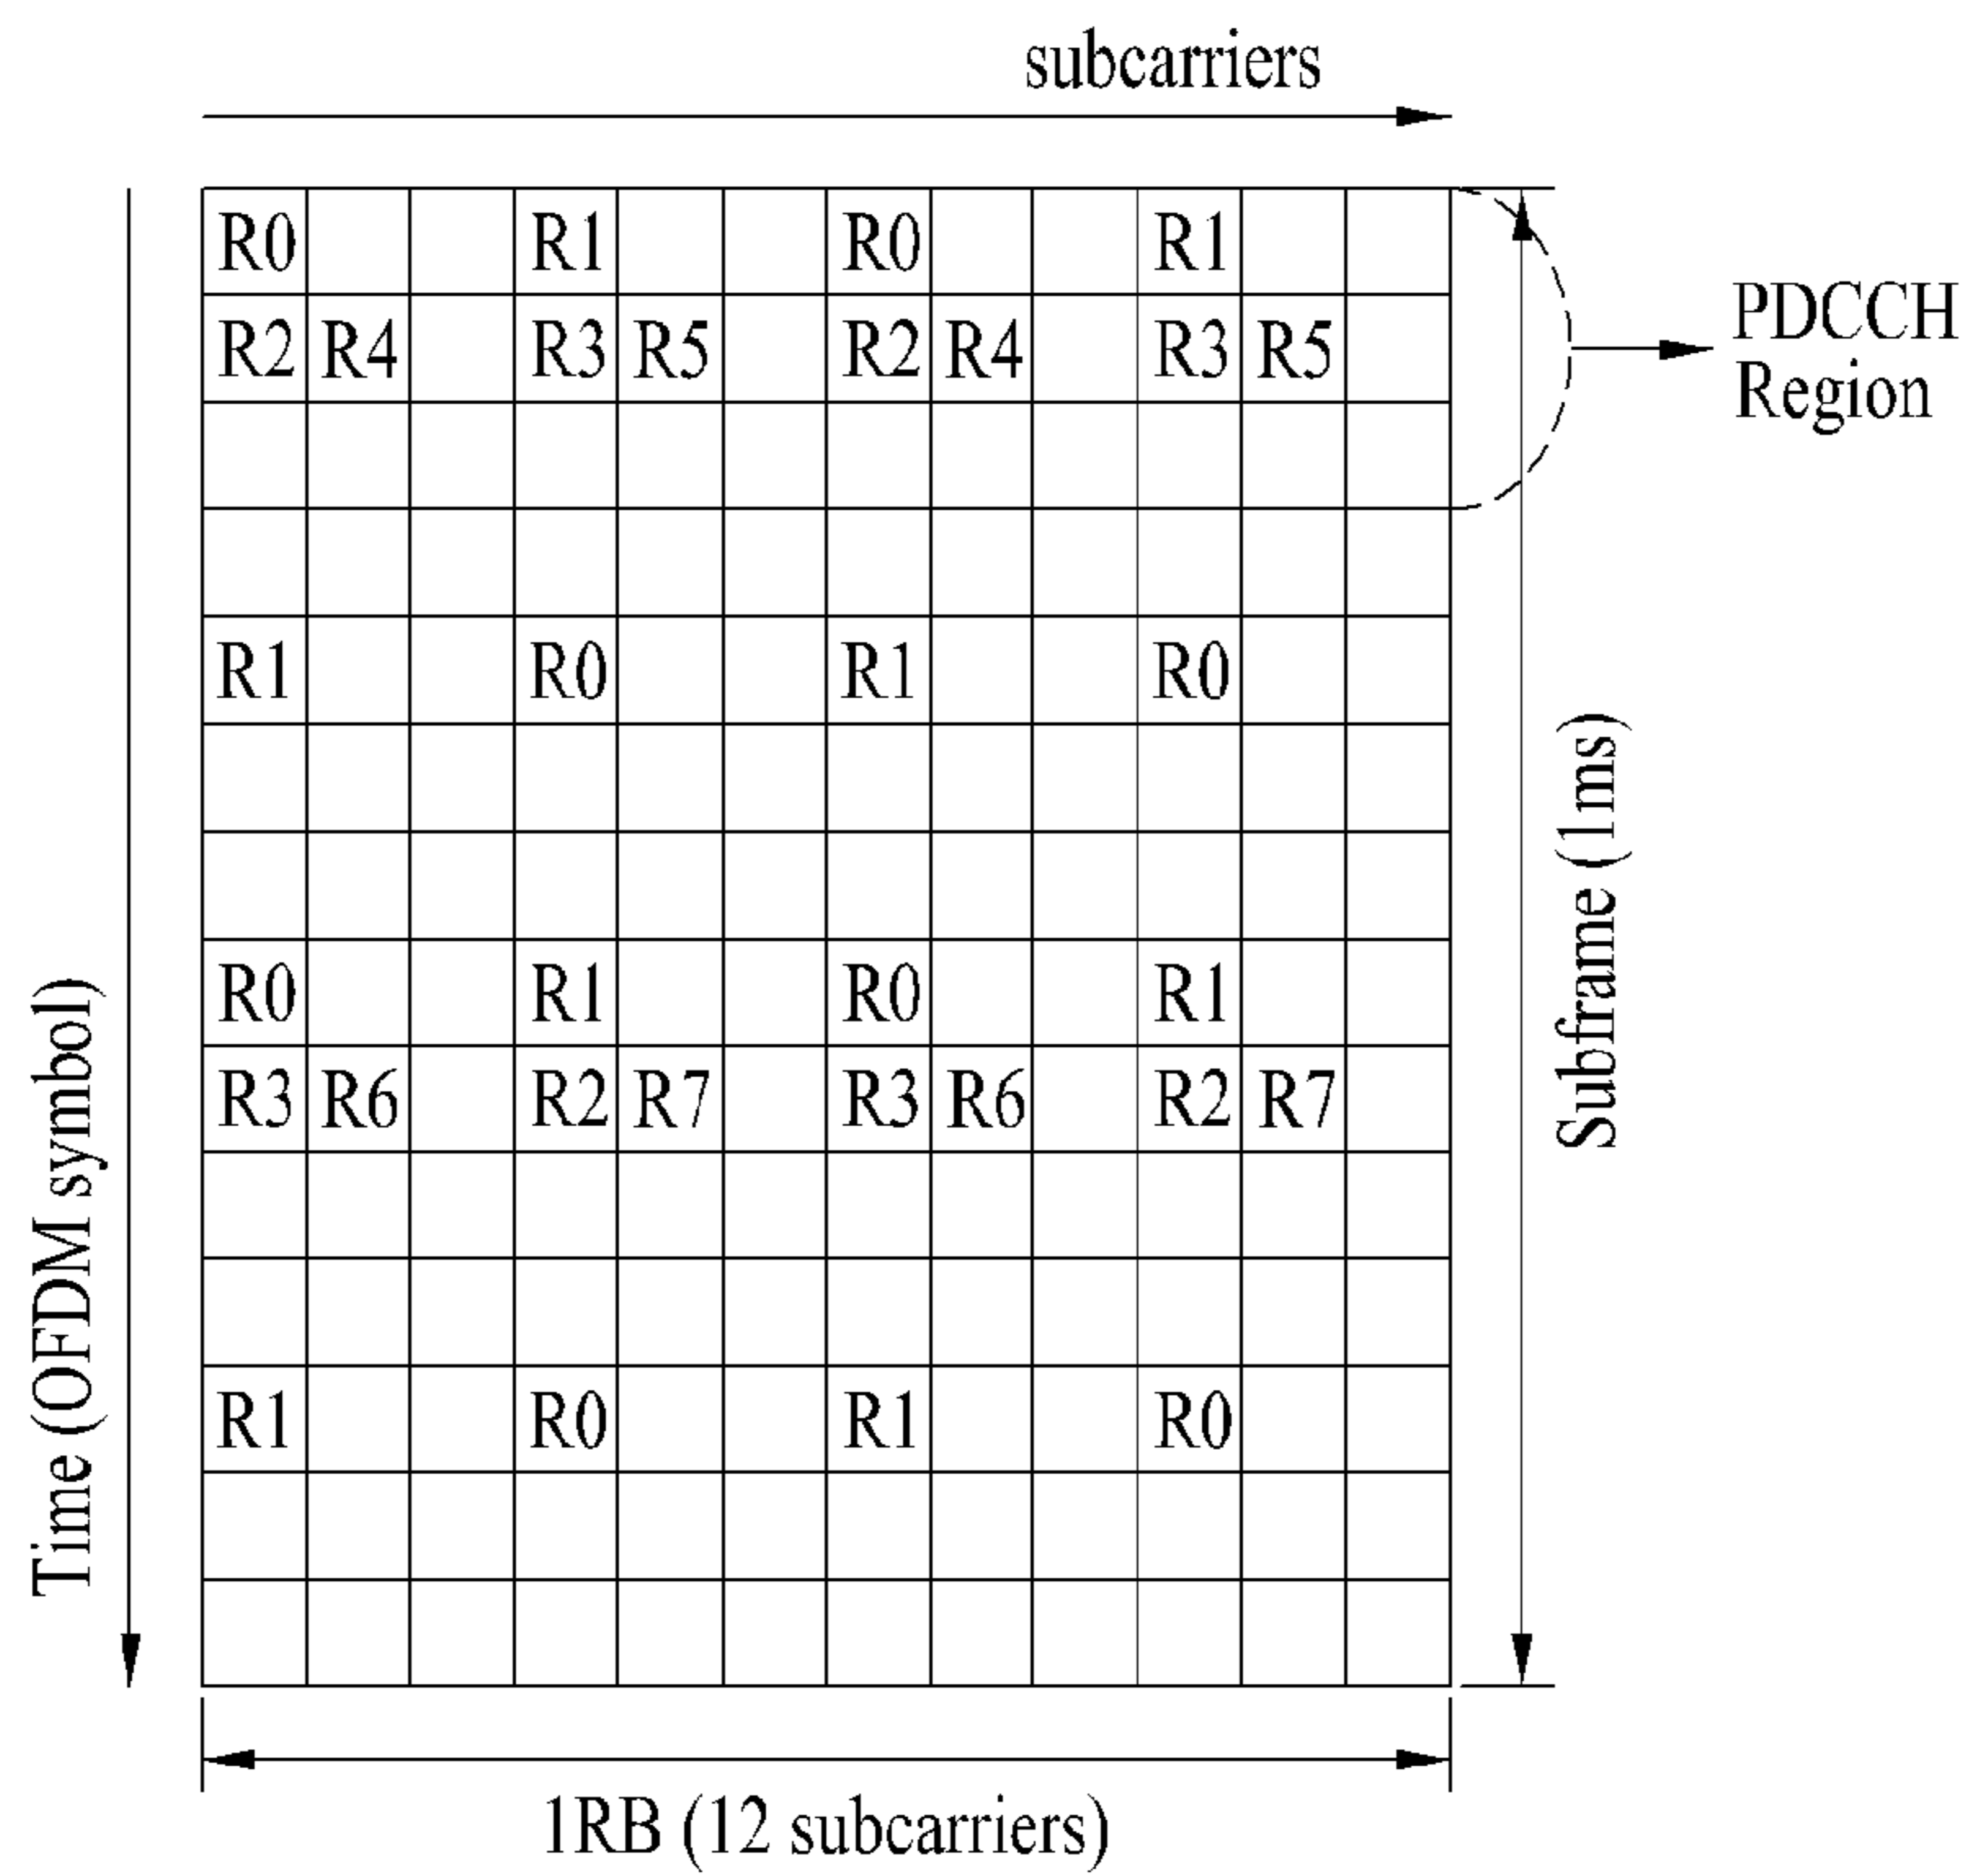 subcarriers
R0 R1 R0 R1
R2 R4 R3 R5 R2 R4 R3 R5
PDCCH
Region
R1 R0 R1 R0
R0 R1 R0 R1
R3 R6 R2 R7 R3 R6 R2 R7
R1 R0 R1 R0
Time (OFDM symbol)
Subframe (1ms)
1RB (12 subcarriers)